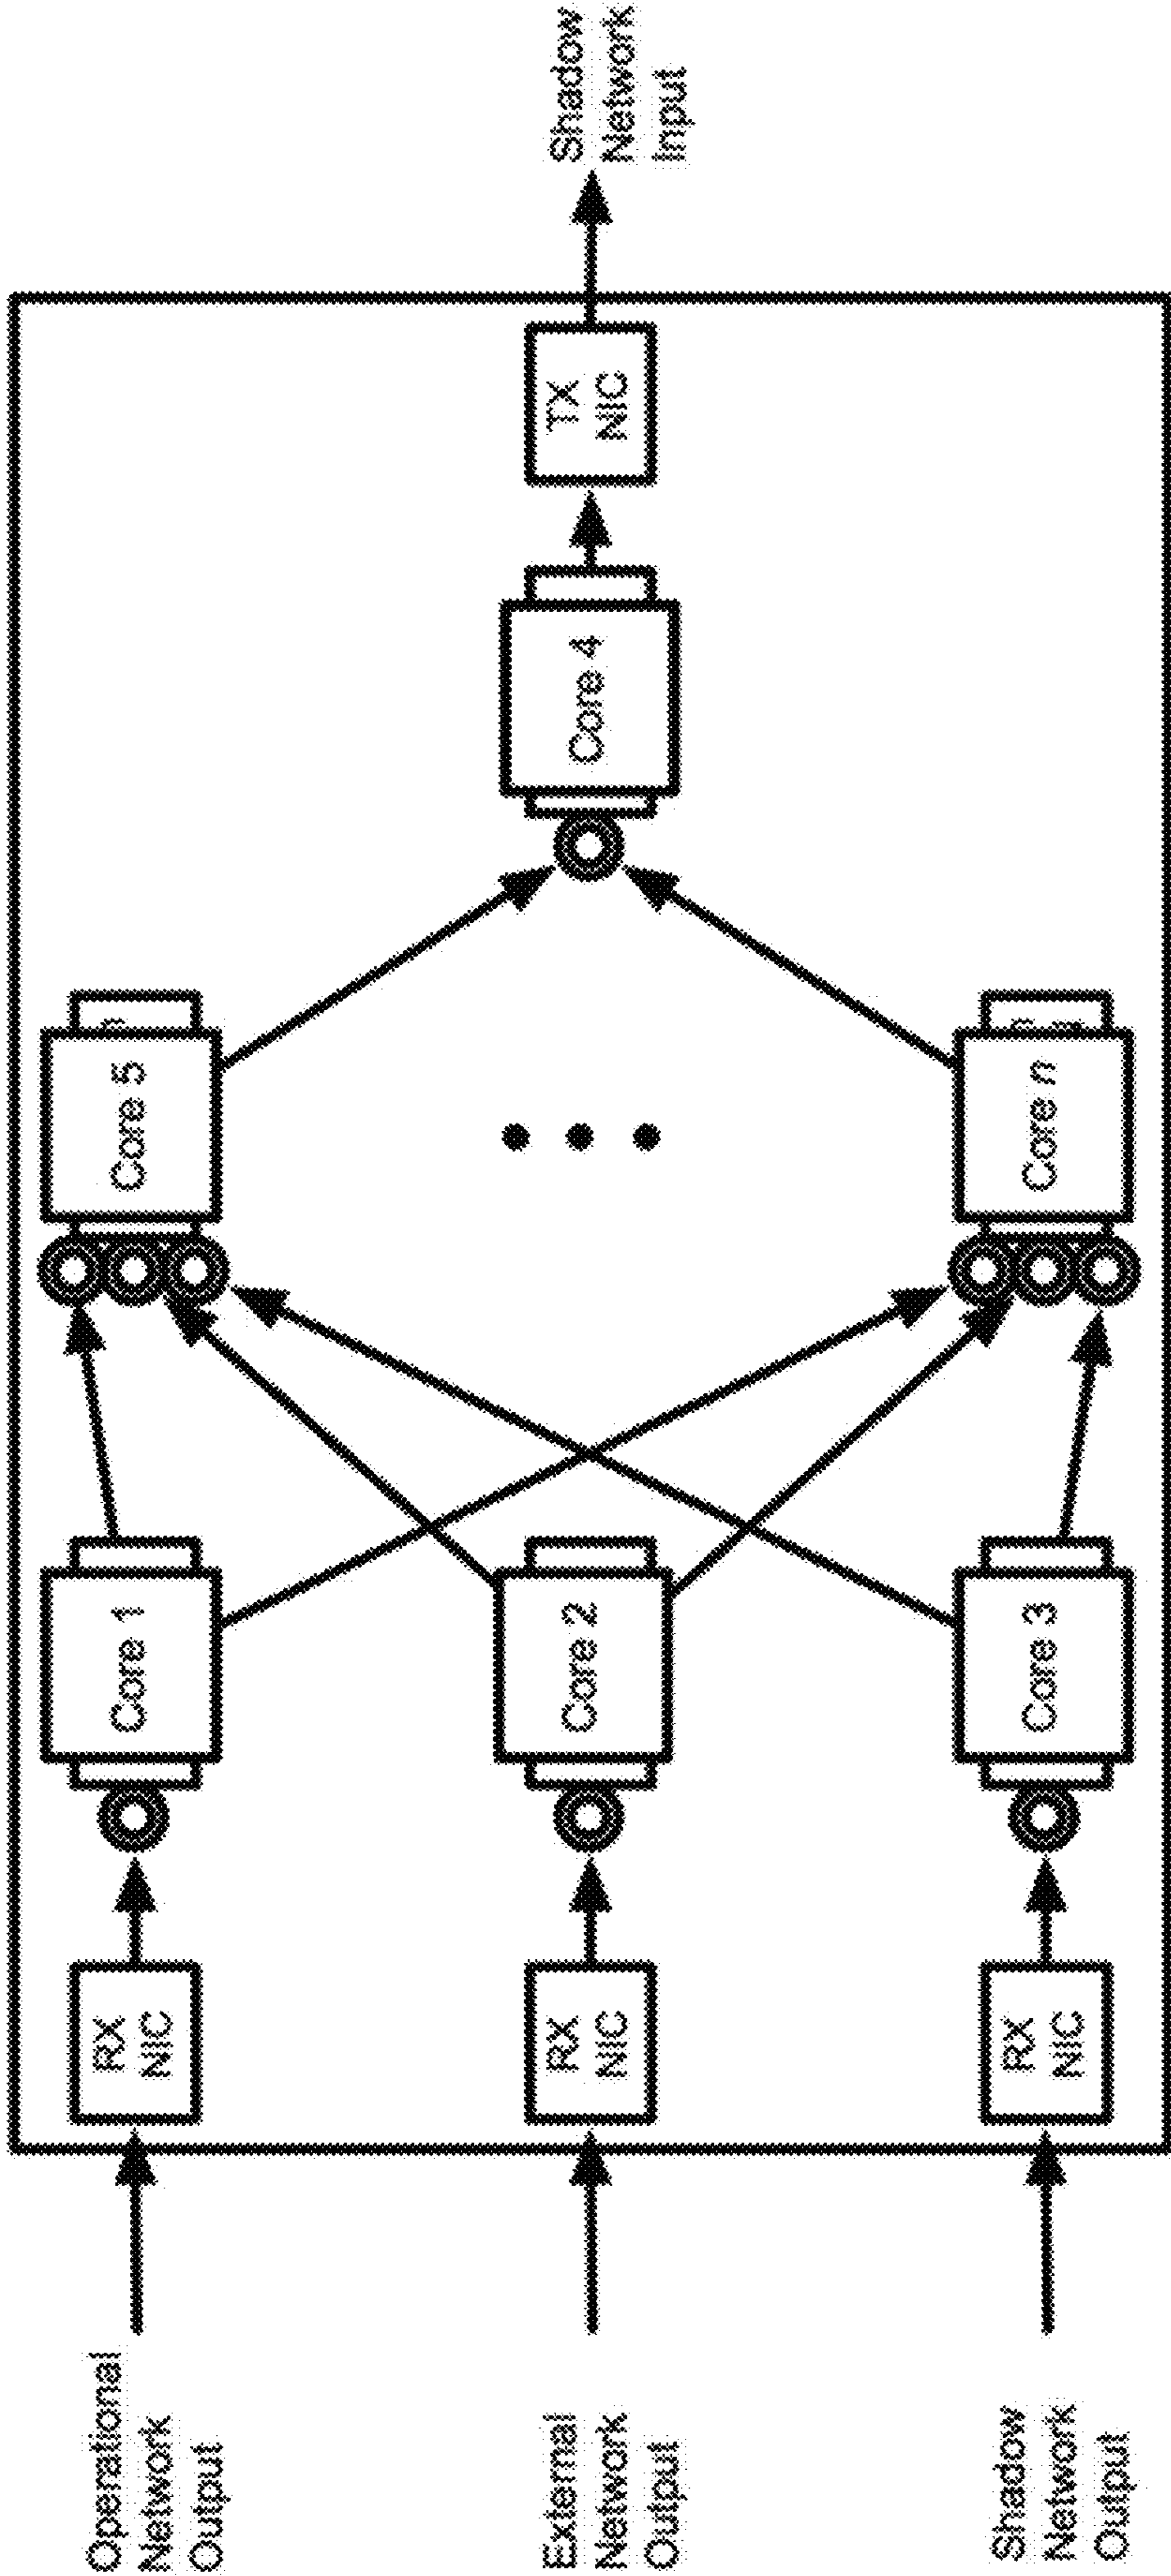 Operational
Network
Output
RX
NIC
Core 1
Core 5
External
Network
Output
RX
NIC
Core 2
Core 4
TX
NIC
Shadow
Network
Input
Shadow
Network
Output
RX
NIC
Core 3
Core n